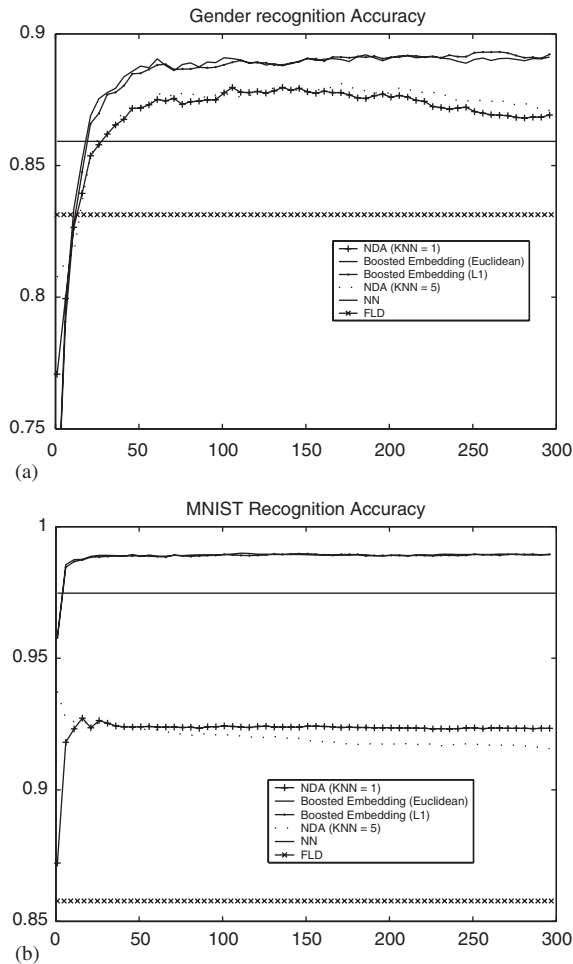 Gender recognition Accuracy
0.9
0.85
0.8
0.75
0 50 100 150 200 250 300
NDA (KNN = 1)
Boosted Embedding (Euclidean)
Boosted Embedding (L1)
NDA (KNN = 5)
NN
FLD
(a)
MNIST Recognition Accuracy
1
0.95
0.9
0.85
0 50 100 150 200 250 300
NDA (KNN = 1)
Boosted Embedding (Euclidean)
Boosted Embedding (L1)
NDA (KNN = 5)
NN
FLD
(b)